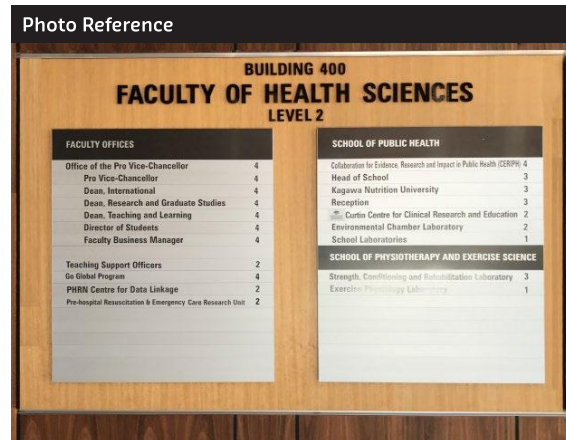 Photo Reference
BUILDING 400
FACULTY OF HEALTH SCIENCES
LEVEL 2
FACULTY OFFICES
Office of the Pro Vice-Chancellor 4
Pro Vice-Chancellor 4
Dean, International 4
Dean, Research and Graduate Studies 4
Dean, Teaching and Learning 4
Director of Students 4
Faculty Business Manager 4
Teaching Support Officers 2
Go Global Program 4
PHRN Centre for Data Linkage 2
Pre-hospital Resuscitation & Emergency Care Research Unit 2
SCHOOL OF PUBLIC HEALTH
Collaboration for Evidence, Research and Impact in Public Health (CERIPH) 4
Head of School 3
Kagawa Nutrition University 3
Reception 3
Curtin Centre for Clinical Research and Education 2
Environmental Chamber Laboratory 2
School Laboratories 1
SCHOOL OF PHYSIOTHERAPY AND EXERCISE SCIENCE
Strength, Conditioning and Rehabilitation Laboratory 3
Exercise Physiology Laboratory 1